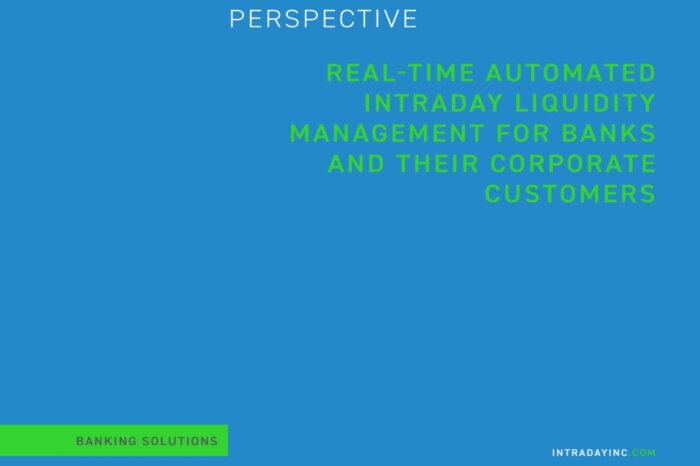 PERSPECTIVE
REAL-TIME AUTOMATED
INTRADAY LIQUIDITY
MANAGEMENT FOR BANKS
AND THEIR CORPORATE
CUSTOMERS
BANKING SOLUTIONS
INTRADAYINC.COM